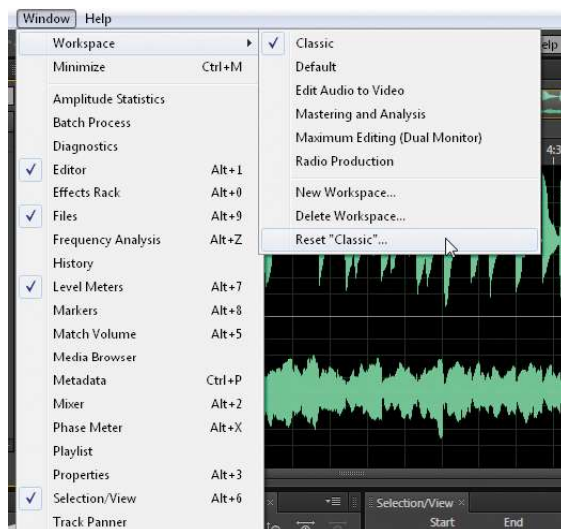 Window Help
Workspace
Minimize Ctrl+M
Amplitude Statistics
Batch Process
Diagnostics
Editor Alt+1
Effects Rack Alt+0
Files Alt+9
Frequency Analysis Alt+Z
History
Level Meters Alt+7
Markers Alt+8
Match Volume Alt+5
Media Browser
Metadata Ctrl+P
Mixer Alt+2
Phase Meter Alt+X
Playlist
Properties Alt+3
Selection/View Alt+6
Track Panner
Classic
Default
Edit Audio to Video
Mastering and Analysis
Maximum Editing (Dual Monitor)
Radio Production
New Workspace...
Delete Workspace...
Reset "Classic"...
elp
4:3
Selection/View
Start End